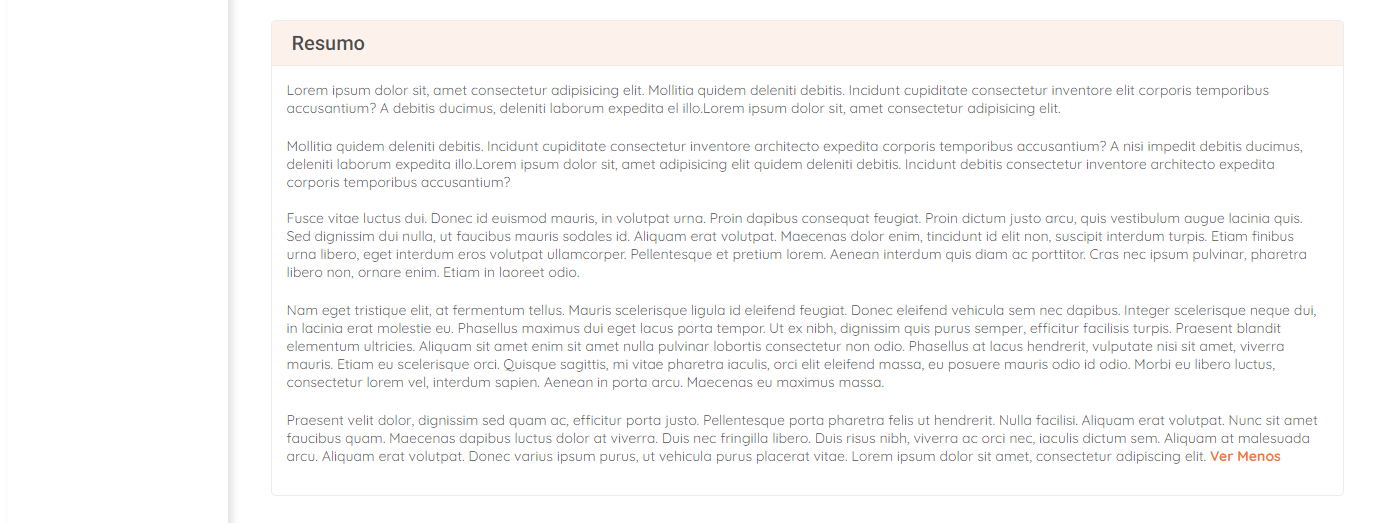 Resumo
Lorem ipsum dolor sit, amet consectetur adipisicing elit. Mollitia quidem deleniti debitis. Incidunt cupiditate consectetur inventore elit corporis temporibus
accusantium? A debitis ducimus, deleniti laborum expedita el illo.Lorem ipsum dolor sit, amet consectetur adipisicing elit.
Mollitia quidem deleniti debitis. Incidunt cupiditate consectetur inventore architecto expedita corporis temporibus accusantium? A nisi impedit debitis ducimus,
deleniti laborum expedita illo.Lorem ipsum dolor sit, amet adipisicing elit quidem deleniti debitis. Incidunt debitis consectetur inventore architecto expedita
corporis temporibus accusantium?
Fusce vitae luctus dui. Donec id euismod mauris, in volutpat urna. Proin dapibus consequat feugiat. Proin dictum justo arcu, quis vestibulum augue lacinia quis.
Sed dignissim dui nulla, ut faucibus mauris sodales id. Aliquam erat volutpat. Maecenas dolor enim, tincidunt id elit non, suscipit interdum turpis. Etiam finibus
urna libero, eget interdum eros volutpat ullamcorper. Pellentesque et pretium lorem. Aenean interdum quis diam ac porttitor. Cras nec ipsum pulvinar, pharetra
libero non, ornare enim. Etiam in laoreet odio.
Nam eget tristique elit, at fermentum tellus. Mauris scelerisque ligula id eleifend feugiat. Donec eleifend vehicula sem nec dapibus. Integer scelerisque neque dui,
in lacinia erat molestie eu. Phasellus maximus dui eget lacus porta tempor. Ut ex nibh, dignissim quis purus semper, efficitur facilisis turpis. Praesent blandit
elementum ultricies. Aliquam sit amet enim sit amet nulla pulvinar lobortis consectetur non odio. Phasellus at lacus hendrerit, vulputate nisi sit amet, viverra
mauris. Etiam eu scelerisque orci. Quisque sagittis, mi vitae pharetra iaculis, orci elit eleifend massa, eu posuere mauris odio id odio. Morbi eu libero luctus,
consectetur lorem vel, interdum sapien. Aenean in porta arcu. Maecenas eu maximus massa.
Praesent velit dolor, dignissim sed quam ac, efficitur porta justo. Pellentesque porta pharetra felis ut hendrerit. Nulla facilisi. Aliquam erat volutpat. Nunc sit amet
faucibus quam. Maecenas dapibus luctus dolor at viverra. Duis nec fringilla libero. Duis risus nibh, viverra ac orci nec, iaculis dictum sem. Aliquam at malesuada
arcu. Aliquam erat volutpat. Donec varius ipsum purus, ut vehicula purus placerat vitae. Lorem ipsum dolor sit amet, consectetur adipiscing elit. Ver Menos